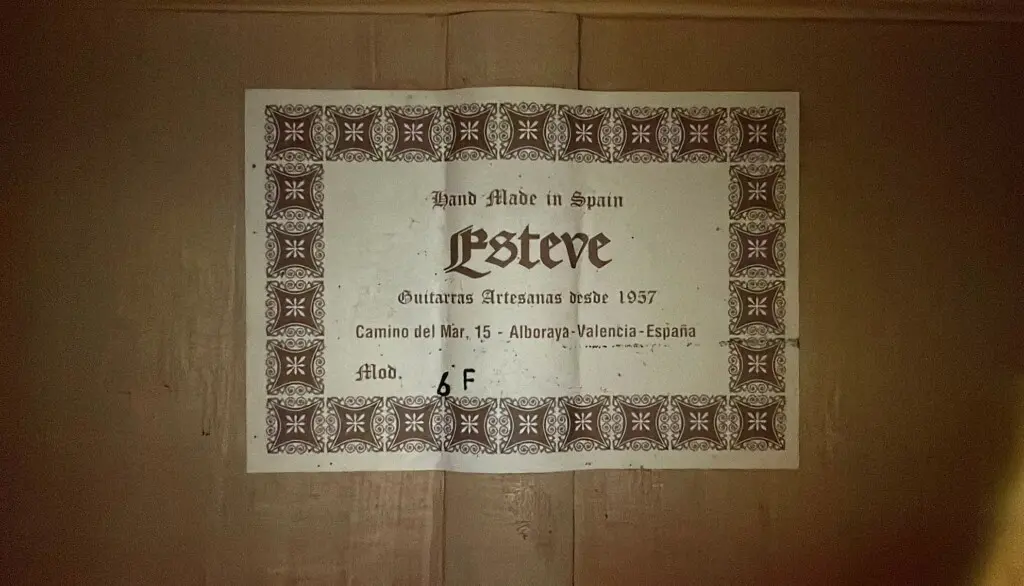 Hand Made in Spain
Esteve
Guitarras Artesanas desde 1957
Camino del Mar, 15 - Alboraya-Valencia-España
Mod. 6 F